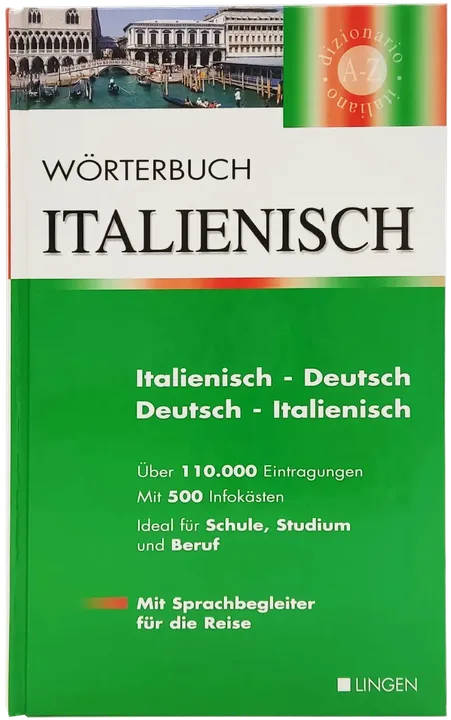 dizionario
A-Z
italiano
WÖRTERBUCH
ITALIENISCH
Italienisch - Deutsch
Deutsch - Italienisch
Über 110.000 Eintragungen
Mit 500 Infokästen
Ideal für Schule, Studium
und Beruf
Mit Sprachbegleiter
für die Reise
LINGEN